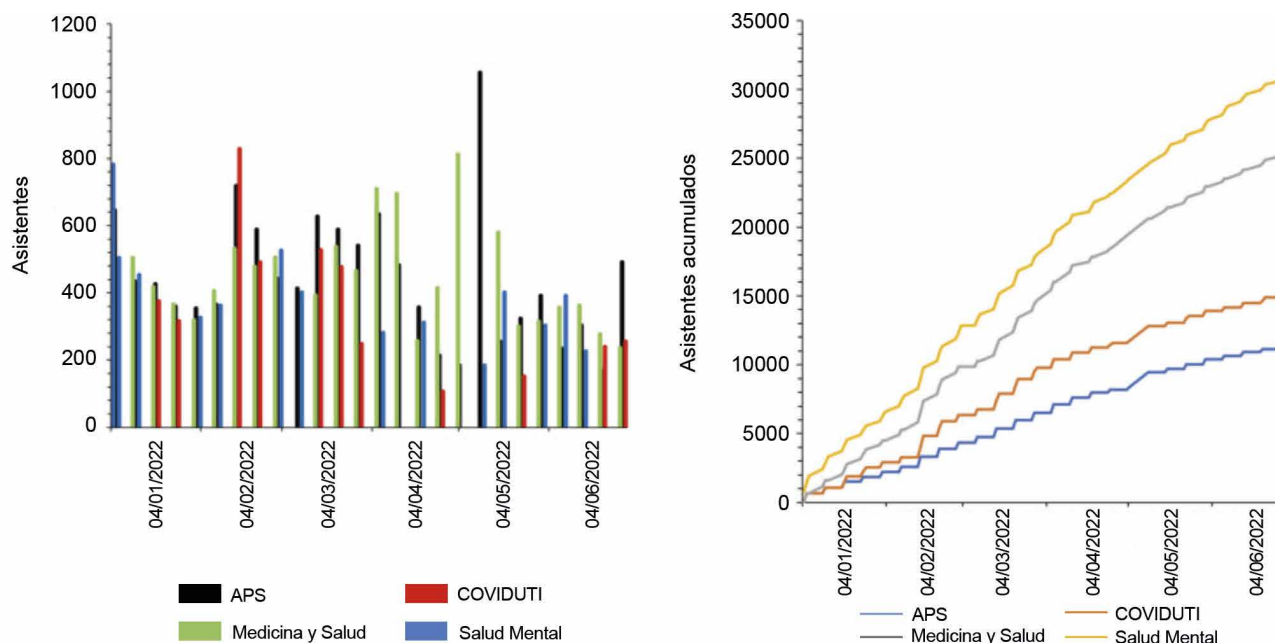 1200
1000
800
600
400
200
0
Asistentes
04/01/2022
04/02/2022
04/03/2022
04/04/2022
04/05/2022
04/06/2022
APS
COVIDUTI
Medicina y Salud
Salud Mental
35000
30000
25000
20000
15000
10000
5000
0
Asistentes acumulados
04/01/2022
04/02/2022
04/03/2022
04/04/2022
04/05/2022
04/06/2022
APS
COVIDUTI
Medicina y Salud
Salud Mental